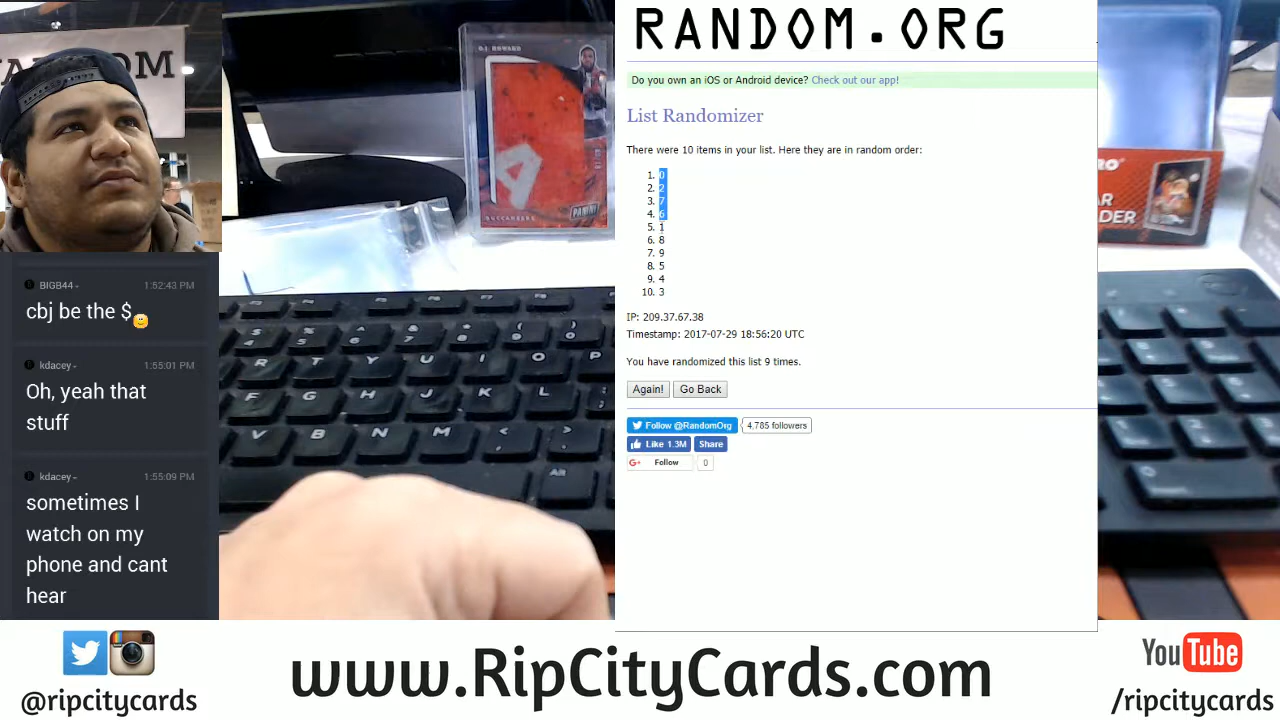 RANDOM.ORG
Do you own an iOS or Android device? Check out our app!
List Randomizer
There were 10 items in your list. Here they are in random order:
1. 0
2. 2
3. 7
4. 6
5. 1
6. 8
7. 9
8. 5
9. 4
10. 3
IP: 209.37.67.38
Timestamp: 2017-07-29 18:56:20 UTC
You have randomized this list 9 times.
Again! Go Back
Follow @RandomOrg 4,785 followers
Like 1.3M Share
G+ Follow 0
BIGB44 1:52:43 PM
cbj be the $
kdacey 1:55:01 PM
Oh, yeah that
stuff
kdacey 1:55:09 PM
sometimes I
watch on my
phone and cant
hear
O.J. HOWARD
BUCCANEERS
PANINI
R T Y U I O P
F G H J K L
V B N M < >
Alt
@ripcitycards
www.RipCityCards.com
YouTube
/ripcitycards